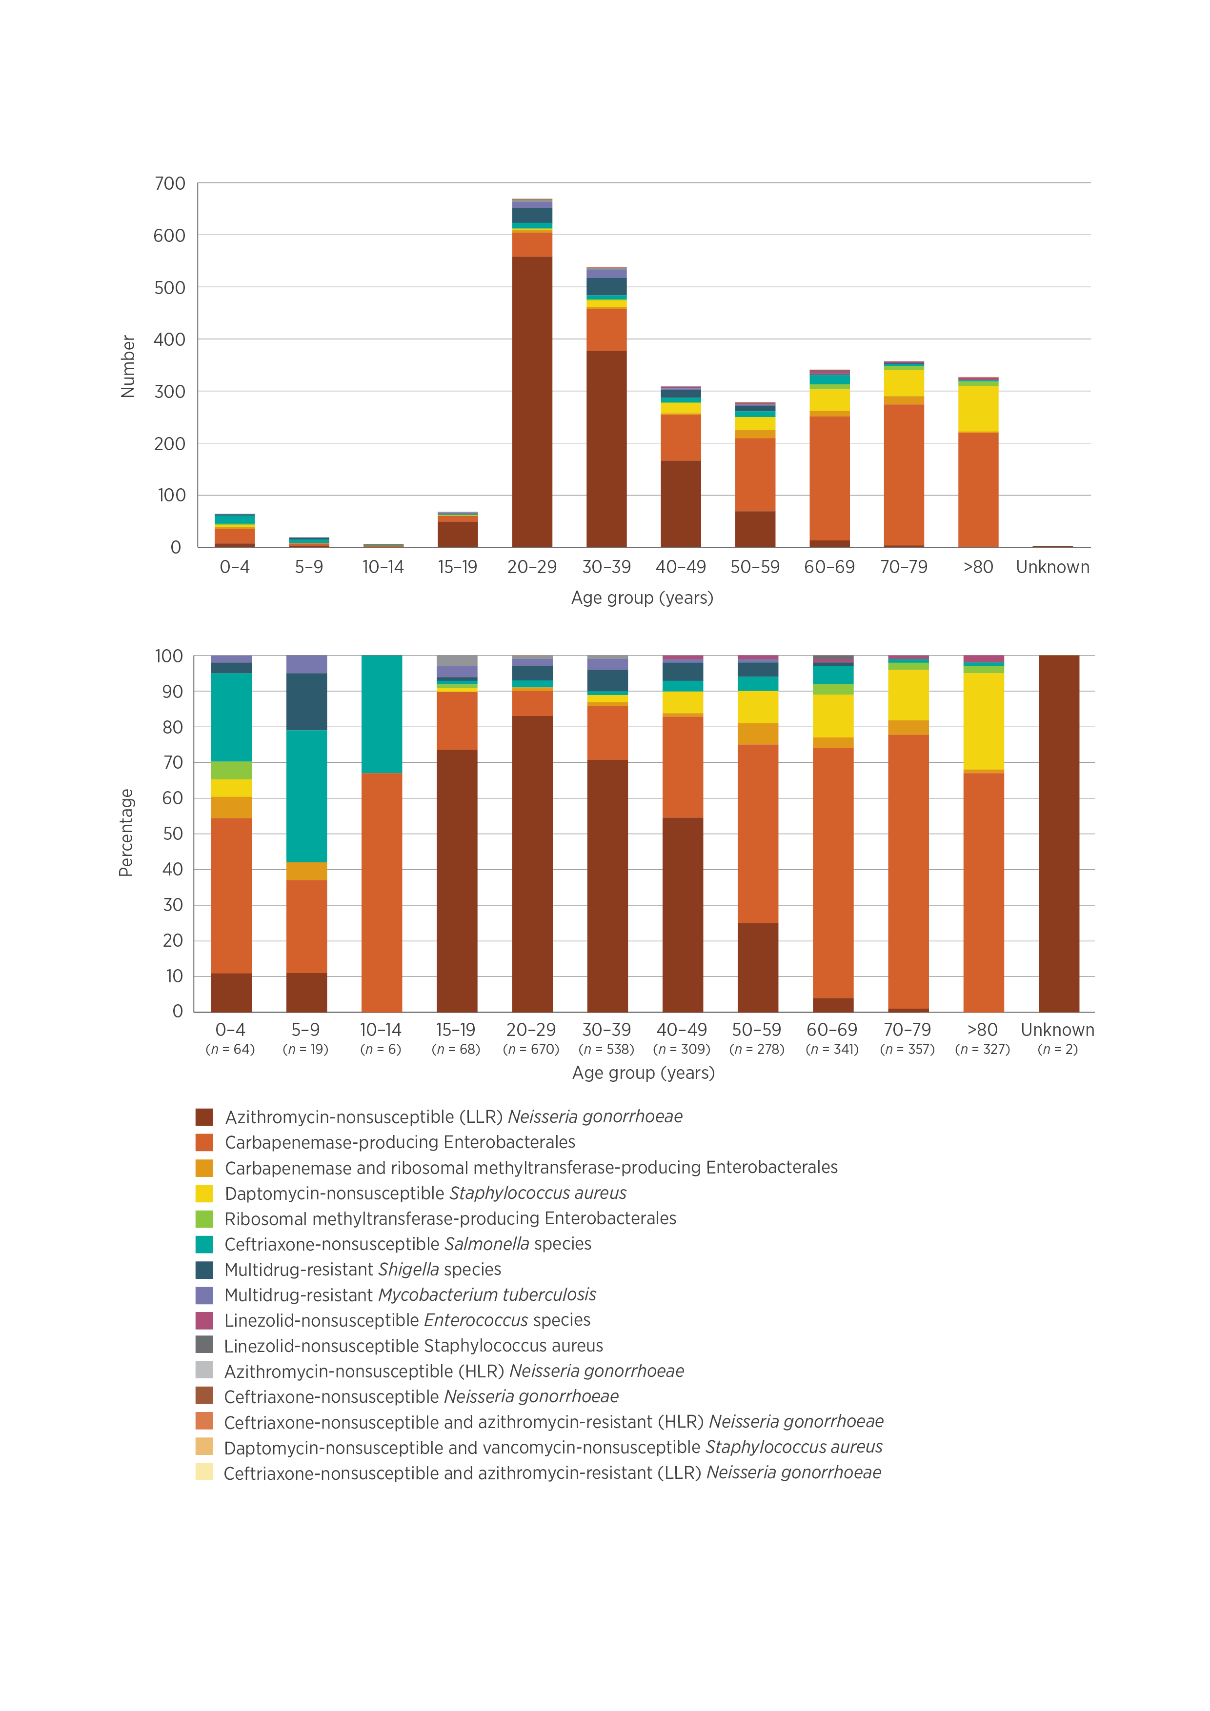 700
600
500
400
300
200
100
0
Number
0–4 5–9 10–14 15–19 20–29 30–39 40–49 50–59 60–69 70–79 >80 Unknown
Age group (years)
100
90
80
70
60
50
40
30
20
10
0
Percentage
0–4 5–9 10–14 15–19 20–29 30–39 40–49 50–59 60–69 70–79 >80 Unknown
(n = 64) (n = 19) (n = 6) (n = 68) (n = 670) (n = 538) (n = 309) (n = 278) (n = 341) (n = 357) (n = 327) (n = 2)
Age group (years)
Azithromycin-nonsusceptible (LLR) Neisseria gonorrhoeae
Carbapenemase-producing Enterobacterales
Carbapenemase and ribosomal methyltransferase-producing Enterobacterales
Daptomycin-nonsusceptible Staphylococcus aureus
Ribosomal methyltransferase-producing Enterobacterales
Ceftriaxone-nonsusceptible Salmonella species
Multidrug-resistant Shigella species
Multidrug-resistant Mycobacterium tuberculosis
Linezolid-nonsusceptible Enterococcus species
Linezolid-nonsusceptible Staphylococcus aureus
Azithromycin-nonsusceptible (HLR) Neisseria gonorrhoeae
Ceftriaxone-nonsusceptible Neisseria gonorrhoeae
Ceftriaxone-nonsusceptible and azithromycin-resistant (HLR) Neisseria gonorrhoeae
Daptomycin-nonsusceptible and vancomycin-nonsusceptible Staphylococcus aureus
Ceftriaxone-nonsusceptible and azithromycin-resistant (LLR) Neisseria gonorrhoeae